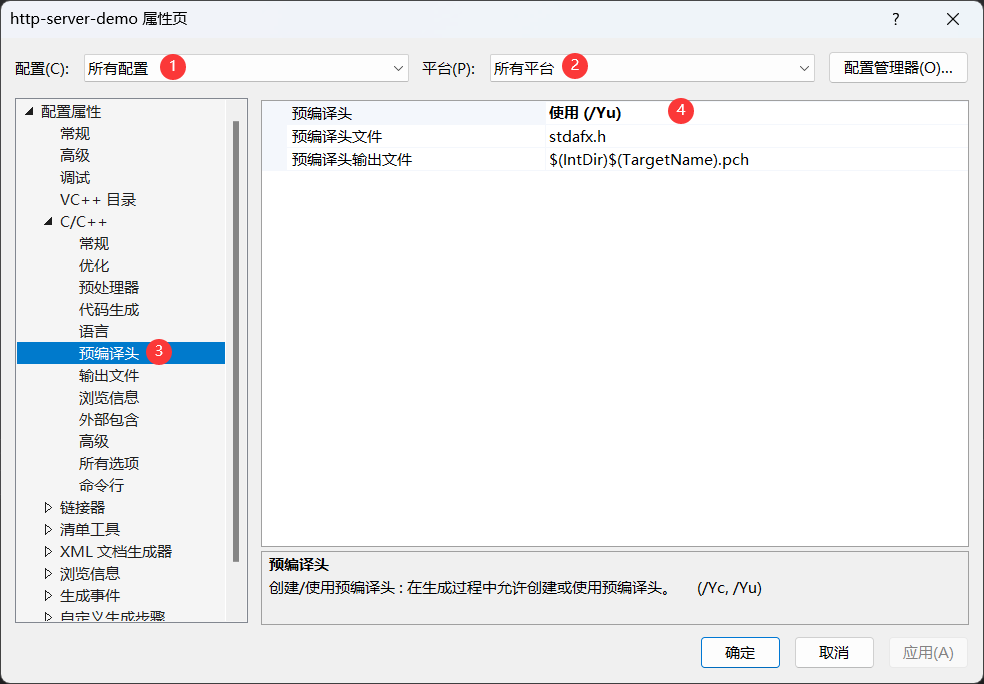 http-server-demo 属性页 ?
配置(C): 所有配置 1 平台(P): 所有平台 2 配置管理器(O)...
配置属性
常规
高级
调试
VC++ 目录
C/C++
常规
优化
预处理器
代码生成
语言
预编译头 3
输出文件
浏览信息
外部包含
高级
所有选项
命令行
链接器
清单工具
XML 文档生成器
浏览信息
生成事件
自定义生成步骤
预编译头 使用 (/Yu) 4
预编译头文件 stdafx.h
预编译头输出文件 $(IntDir)$(TargetName).pch
预编译头
创建/使用预编译头 : 在生成过程中允许创建或使用预编译头。 (/Yc, /Yu)
确定 取消 应用(A)